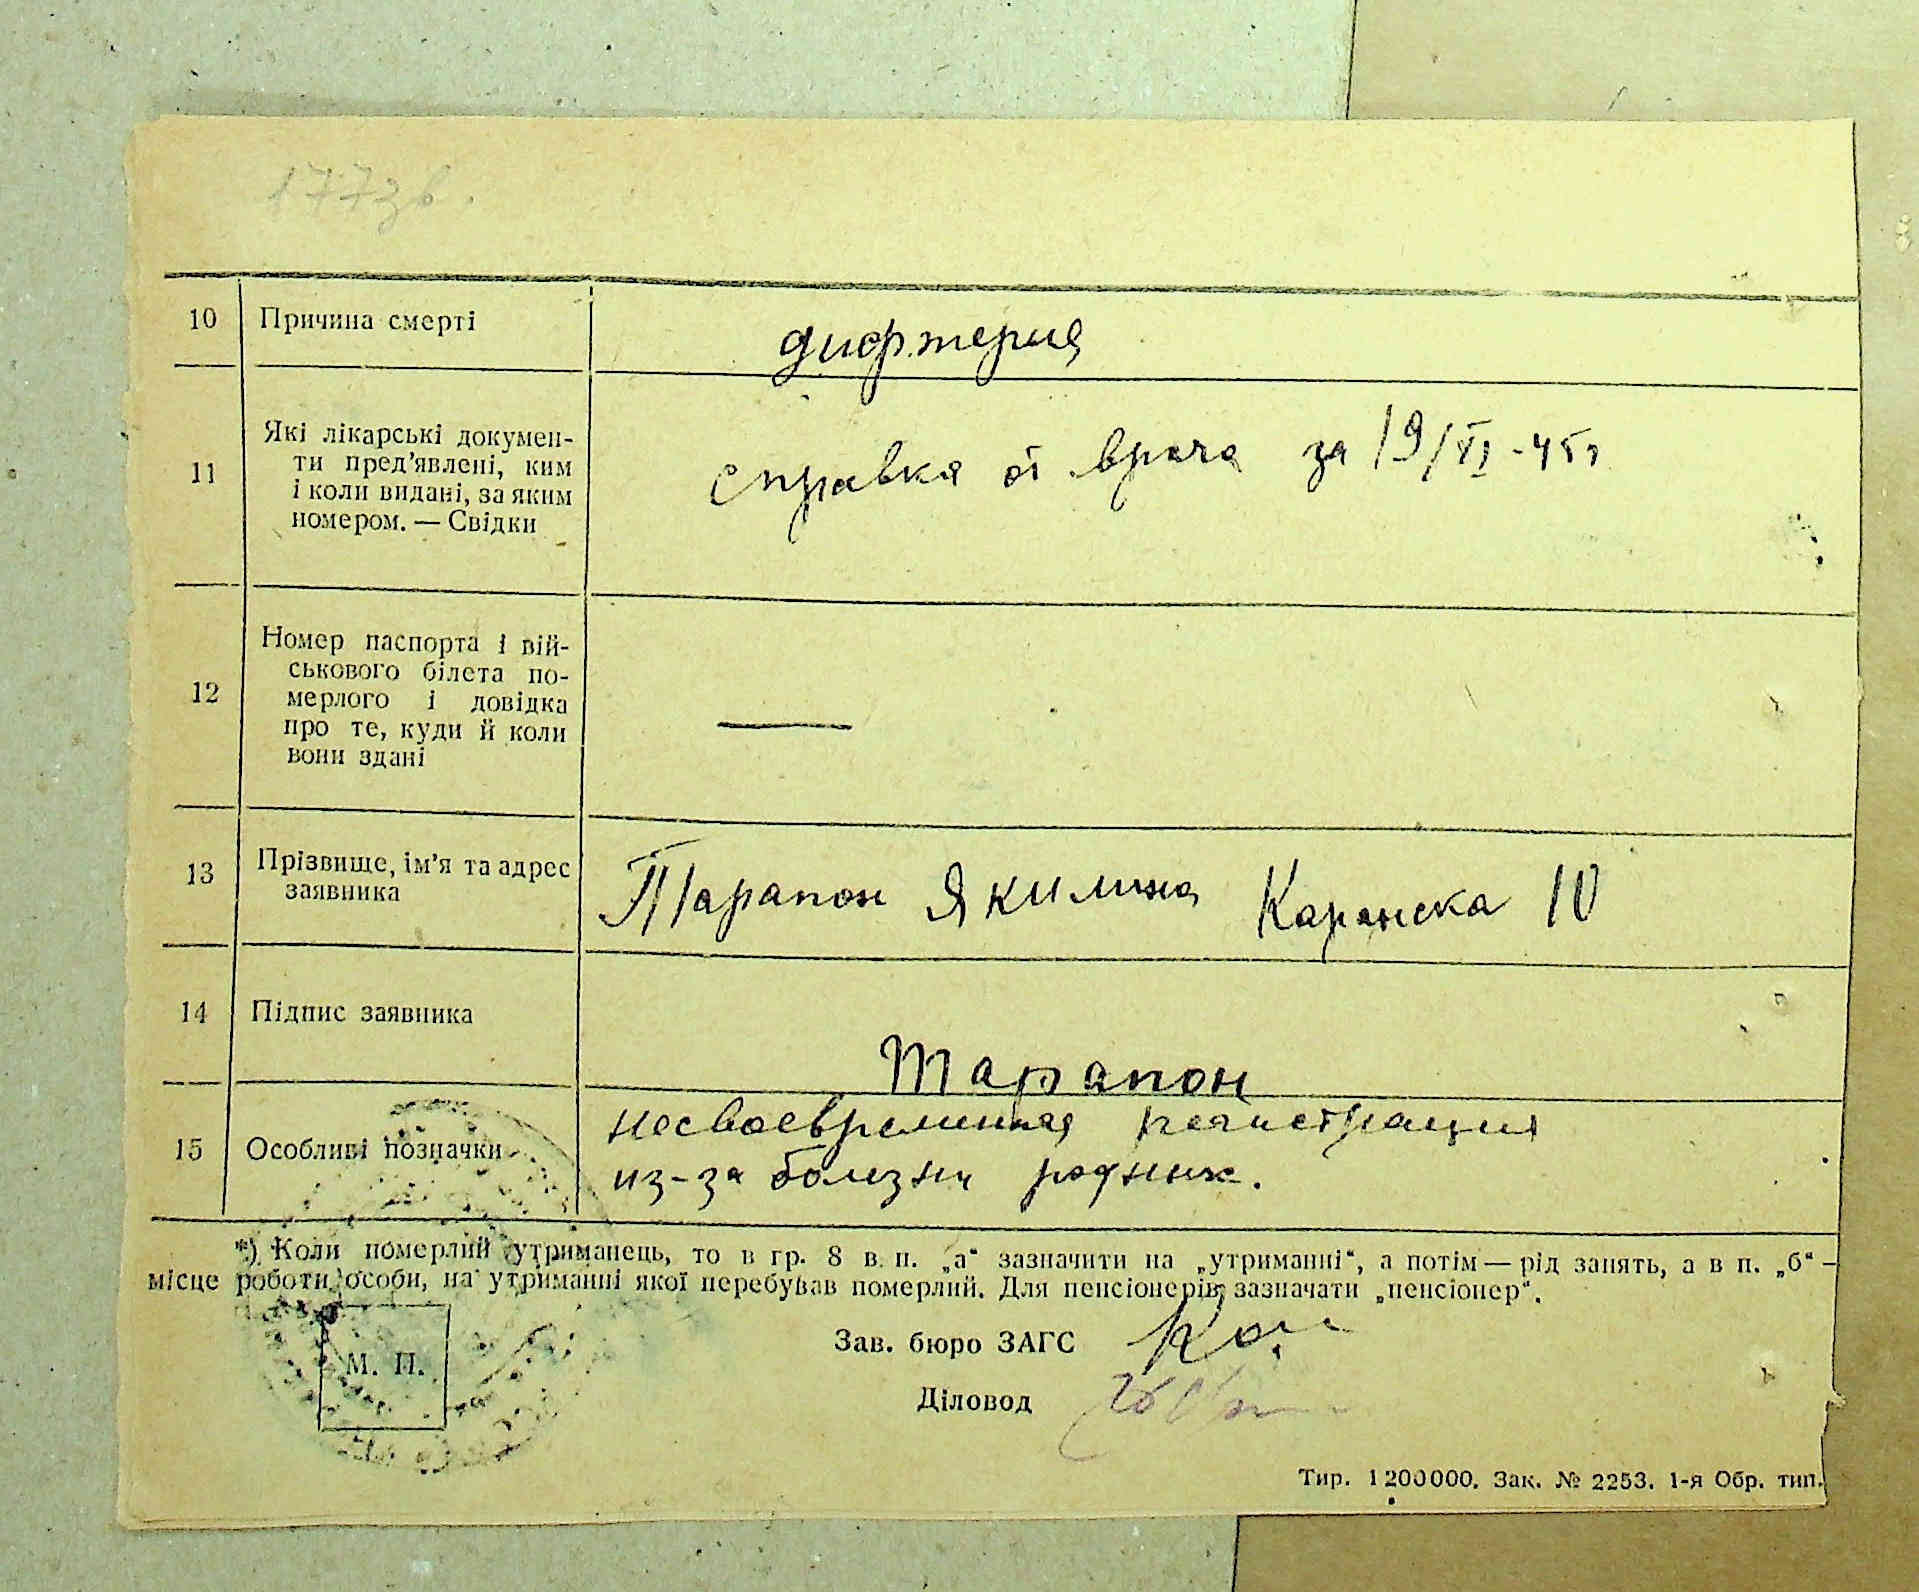 177зв.
10 Причина смерті дифтерия
11 Які лікарські докумен-
ти пред'явлені, ким
і коли видані, за яким
номером. — Свідки
справка от врача за 19/VI-45г
12 Номер паспорта і вій-
ськового білета по-
мерлого і довідка
про те, куди й коли
вони здані
—
13 Прізвище, ім'я та адрес
заявника
Тарапон Якилина Каранска 10
14 Підпис заявника
Тарапон
15 Особливі позначки
несвоевременная регистрация
из-за болезни родних.
*) Коли померлий утриманець, то в гр. 8 в п. „а“ зазначити на „утриманні“, а потім — рід занять, а в п. „б“ –
місце роботи особи, на утриманні якої перебував померлий. Для пенсіонерів зазначати „пенсіонер“.
Зав. бюро ЗАГС
М. П.
Діловод
Тир. 1200000. Зак. № 2253. 1-я Обр. тип.